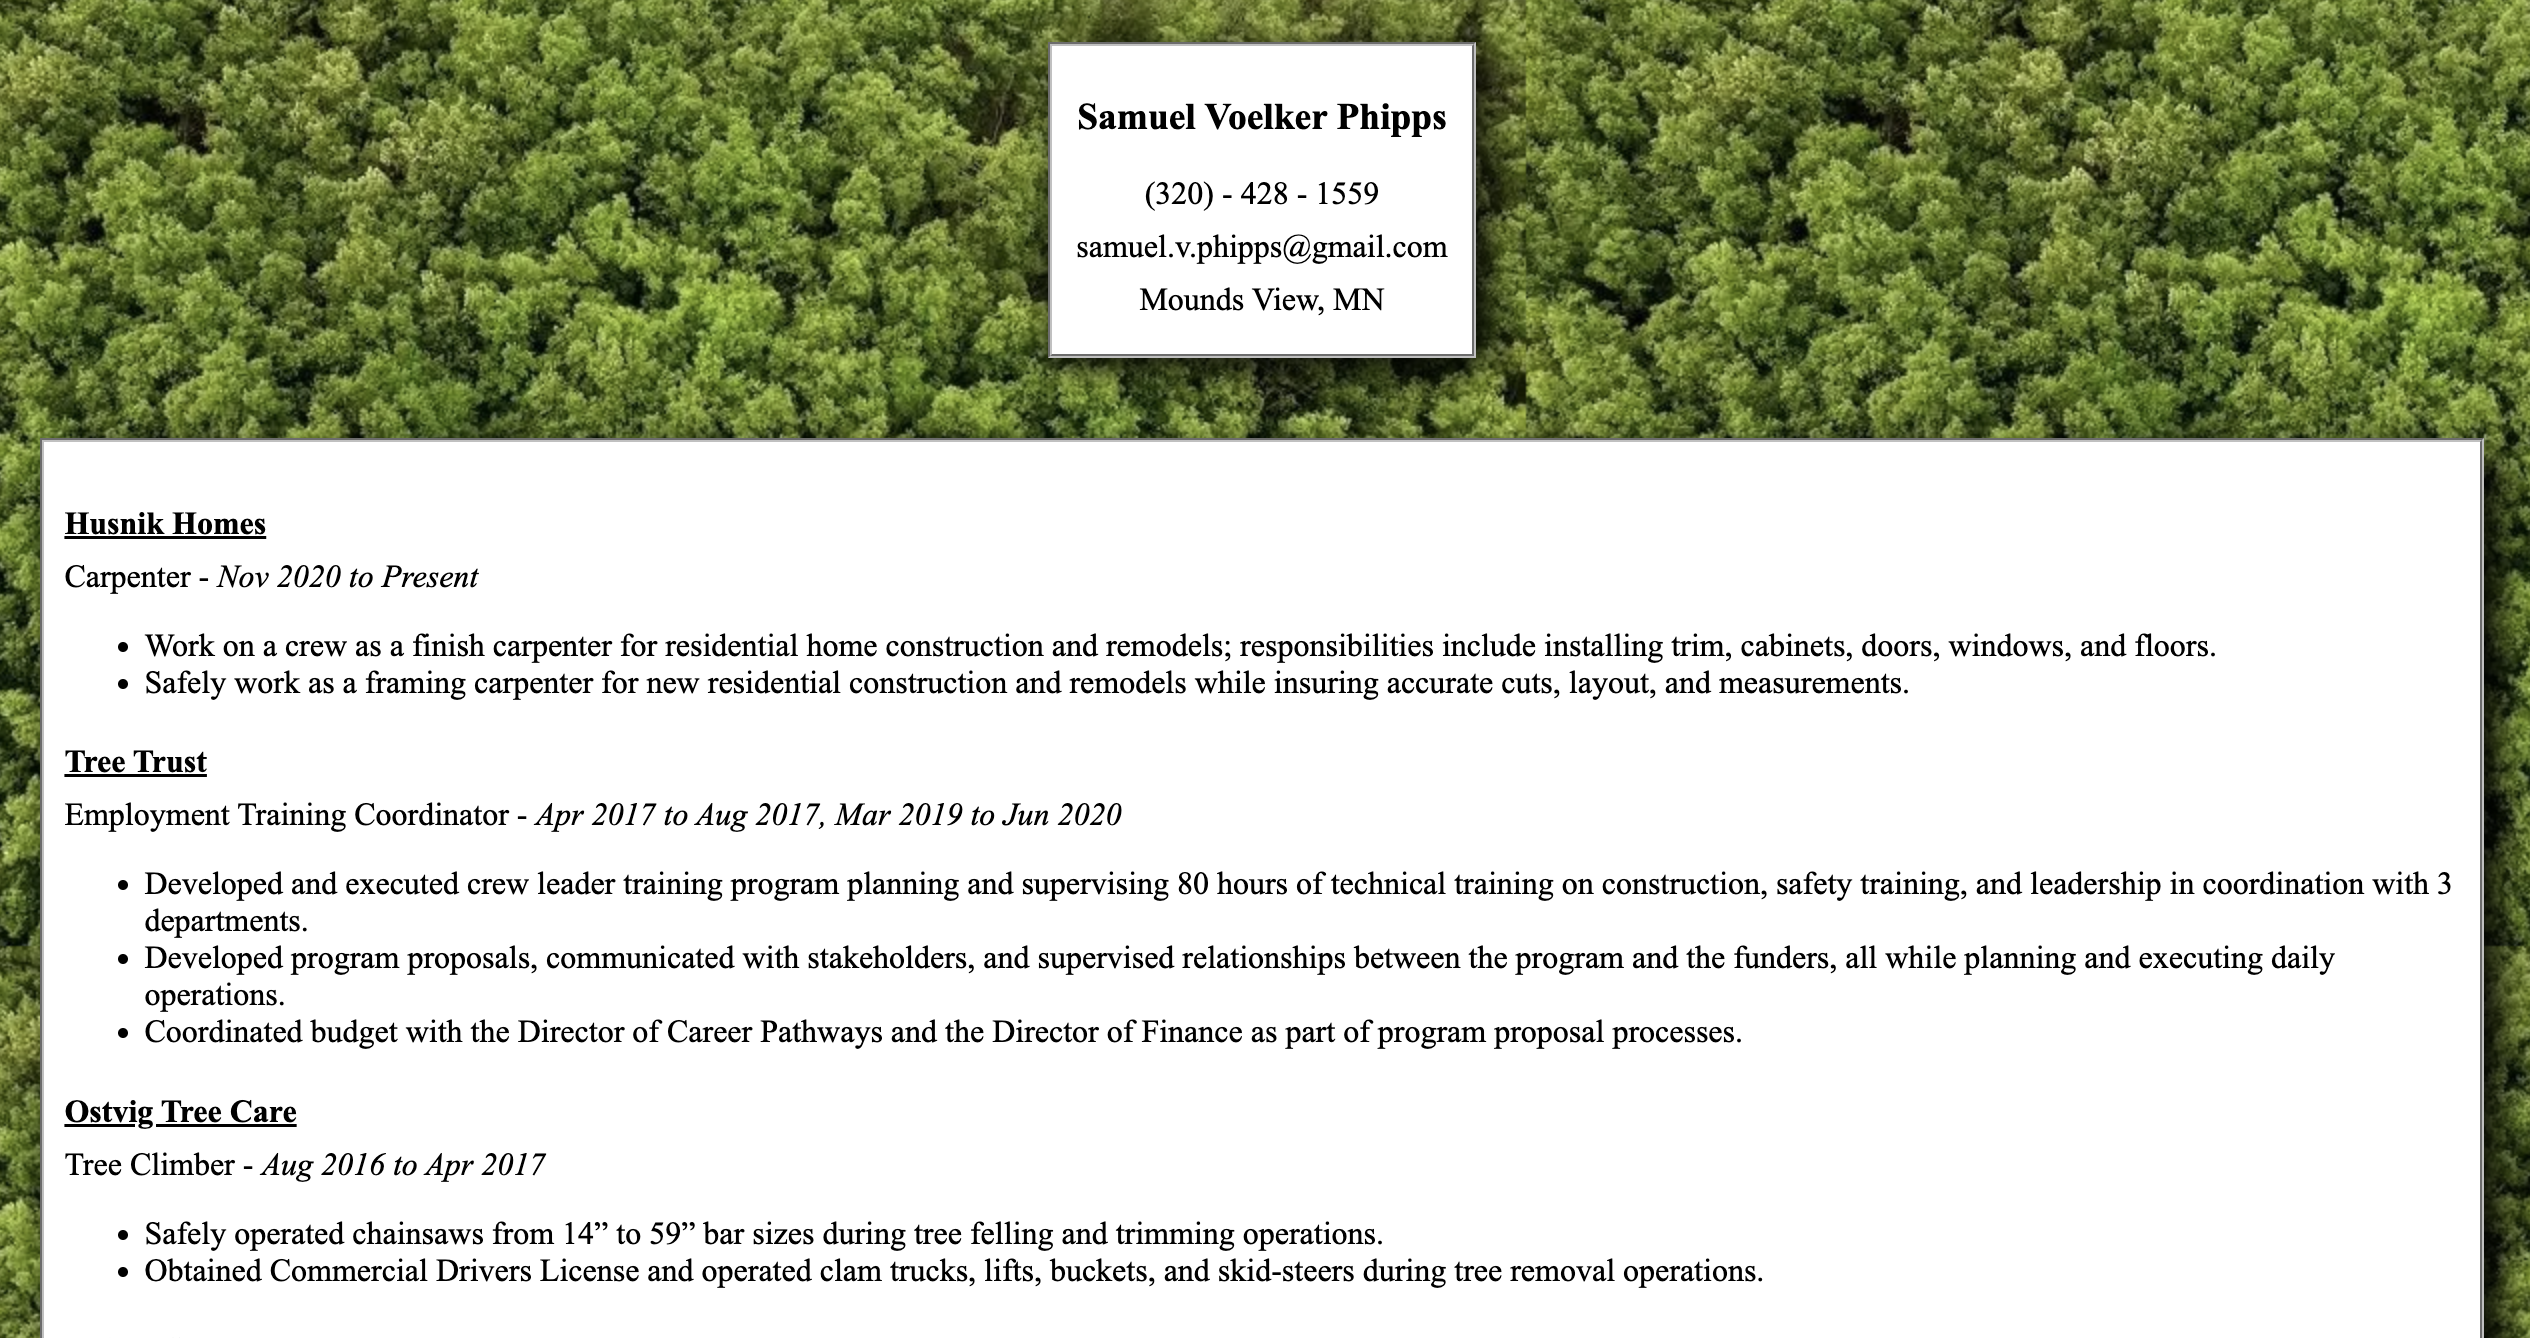 Samuel Voelker Phipps
(320) - 428 - 1559
samuel.v.phipps@gmail.com
Mounds View, MN
Husnik Homes
Carpenter - Nov 2020 to Present
• Work on a crew as a finish carpenter for residential home construction and remodels; responsibilities include installing trim, cabinets, doors, windows, and floors.
• Safely work as a framing carpenter for new residential construction and remodels while insuring accurate cuts, layout, and measurements.
Tree Trust
Employment Training Coordinator - Apr 2017 to Aug 2017, Mar 2019 to Jun 2020
• Developed and executed crew leader training program planning and supervising 80 hours of technical training on construction, safety training, and leadership in coordination with 3
departments.
• Developed program proposals, communicated with stakeholders, and supervised relationships between the program and the funders, all while planning and executing daily
operations.
• Coordinated budget with the Director of Career Pathways and the Director of Finance as part of program proposal processes.
Ostvig Tree Care
Tree Climber - Aug 2016 to Apr 2017
• Safely operated chainsaws from 14” to 59” bar sizes during tree felling and trimming operations.
• Obtained Commercial Drivers License and operated clam trucks, lifts, buckets, and skid-steers during tree removal operations.